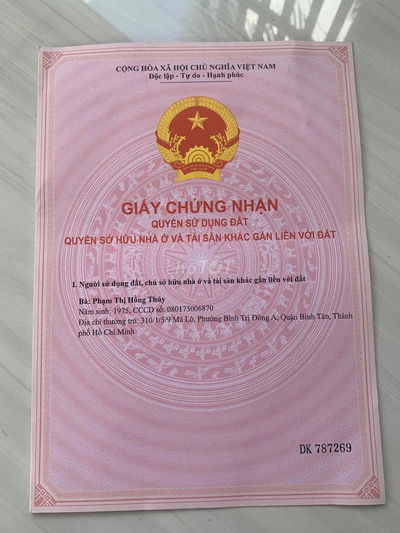 CỘNG HÒA XÃ HỘI CHỦ NGHĨA VIỆT NAM
Độc lập - Tự do - Hạnh phúc
VIỆT NAM
GIẤY CHỨNG NHẬN
QUYỀN SỬ DỤNG ĐẤT
QUYỀN SỞ HỮU NHÀ Ở VÀ TÀI SẢN KHÁC GẮN LIỀN VỚI ĐẤT
chợTỐT
I. Người sử dụng đất, chủ sở hữu nhà ở và tài sản khác gắn liền với đất
Bà: Phạm Thị Hồng Thúy
Năm sinh: 1975, CCCD số: 080175006870
Địa chỉ thường trú: 310/1/5/9 Mã Lò, Phường Bình Trị Đông A, Quận Bình Tân, Thành
phố Hồ Chí Minh
DK 787269